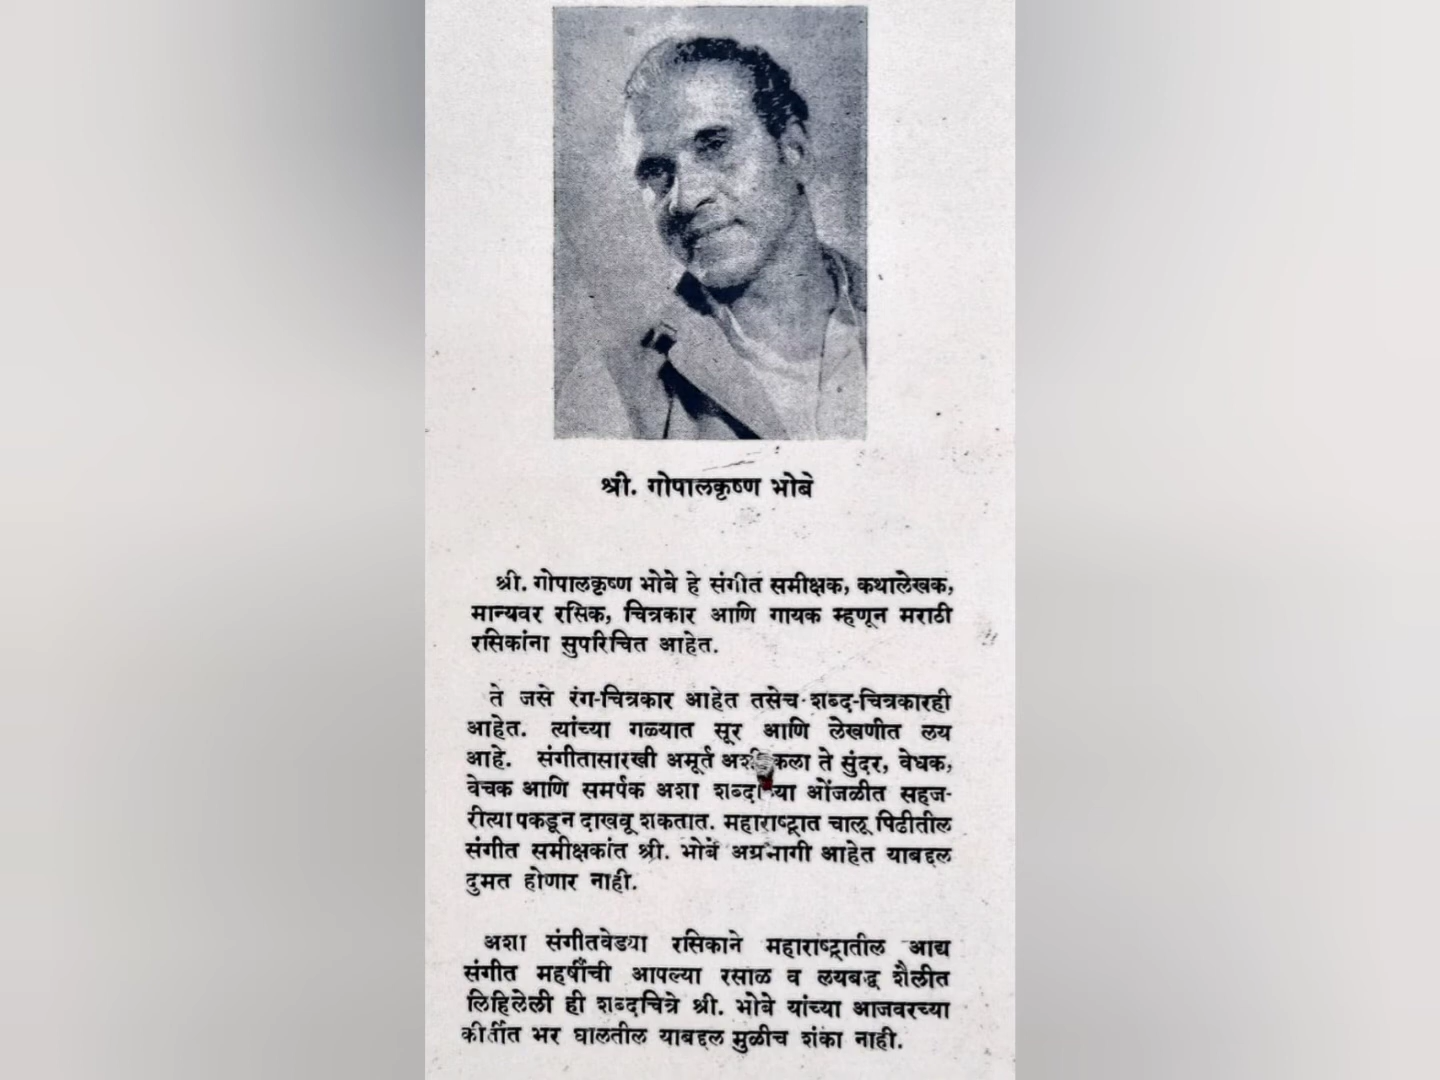 श्री. गोपालकृष्ण भोबे
श्री. गोपालकृष्ण भोबे हे संगीत समीक्षक, कथालेखक,
मान्यवर रसिक, चित्रकार आणि गायक म्हणून मराठी
रसिकांना सुपरिचित आहेत.
ते जसे रंग-चित्रकार आहेत तसेच शब्द-चित्रकारही
आहेत. त्यांच्या गळ्यात सूर आणि लेखणीत लय
आहे. संगीतासारखी अमूर्त ते सुंदर, वेधक,
वेचक आणि समर्पक अशा शब्दांच्या ओंजळीत सहज-
रीत्या पकडून दाखवू शकतात. महाराष्ट्रात चालू पिढीतील
संगीत समीक्षकांत श्री. भोबे अग्रभागी आहेत याबद्दल
दुमत होणार नाही.
अशा संगीतवेड्या रसिकाने महाराष्ट्रातील आद्य
संगीत महर्षींची आपल्या रसाळ व लयबद्ध शैलीत
लिहिलेली ही शब्दचित्रे श्री. भोबे यांच्या आजवरच्या
कीर्तीत भर घालतील याबद्दल मुळीच शंका नाही.